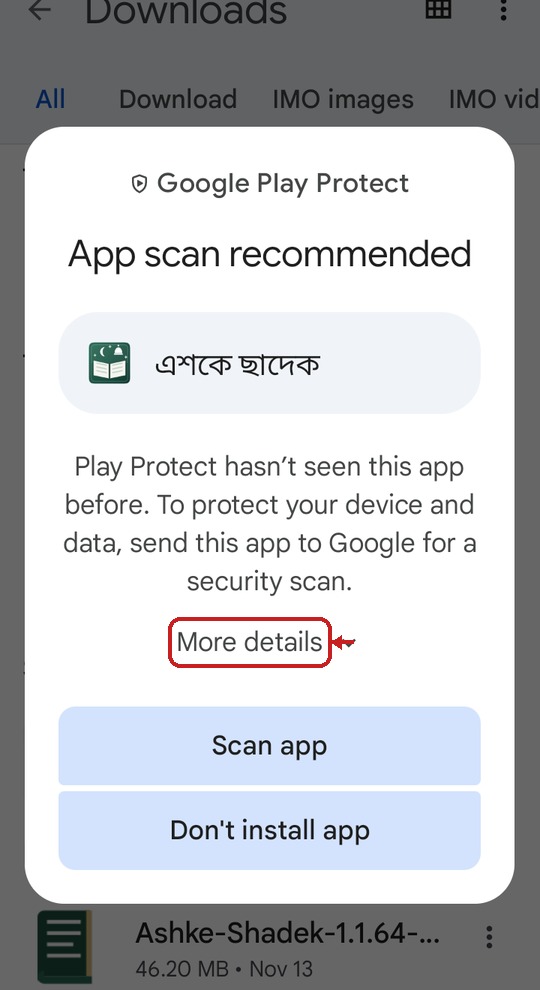 Downloads
All Download IMO images IMO vid
Google Play Protect
App scan recommended
এশকে ছাদেক
Play Protect hasn’t seen this app
before. To protect your device and
data, send this app to Google for a
security scan.
More details
Scan app
Don't install app
Ashke-Shadek-1.1.64-...
46.20 MB • Nov 13